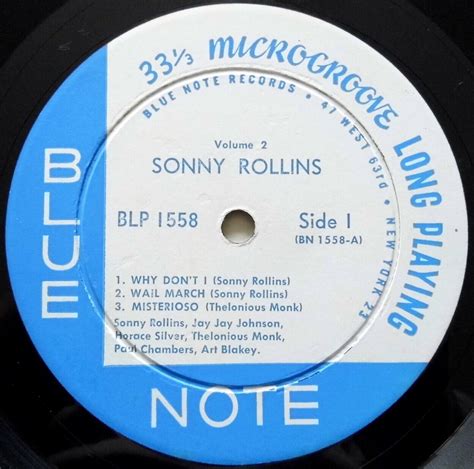 33 1/3 MICROGROOVE LONG PLAYING
BLUE NOTE RECORDS • 47 WEST 63rd • NEW YORK 23
BLUE
NOTE
Volume 2
SONNY ROLLINS
BLP 1558
Side 1
(BN 1558-A)
1. WHY DON'T I (Sonny Rollins)
2. WAiL MARCH (Sonny Rollins)
3. MISTERIOSO (Thelonious Monk)
Sonny Rollins, Jay Jay Johnson,
Horace Silver, Thelonious Monk,
Paul Chambers, Art Blakey.